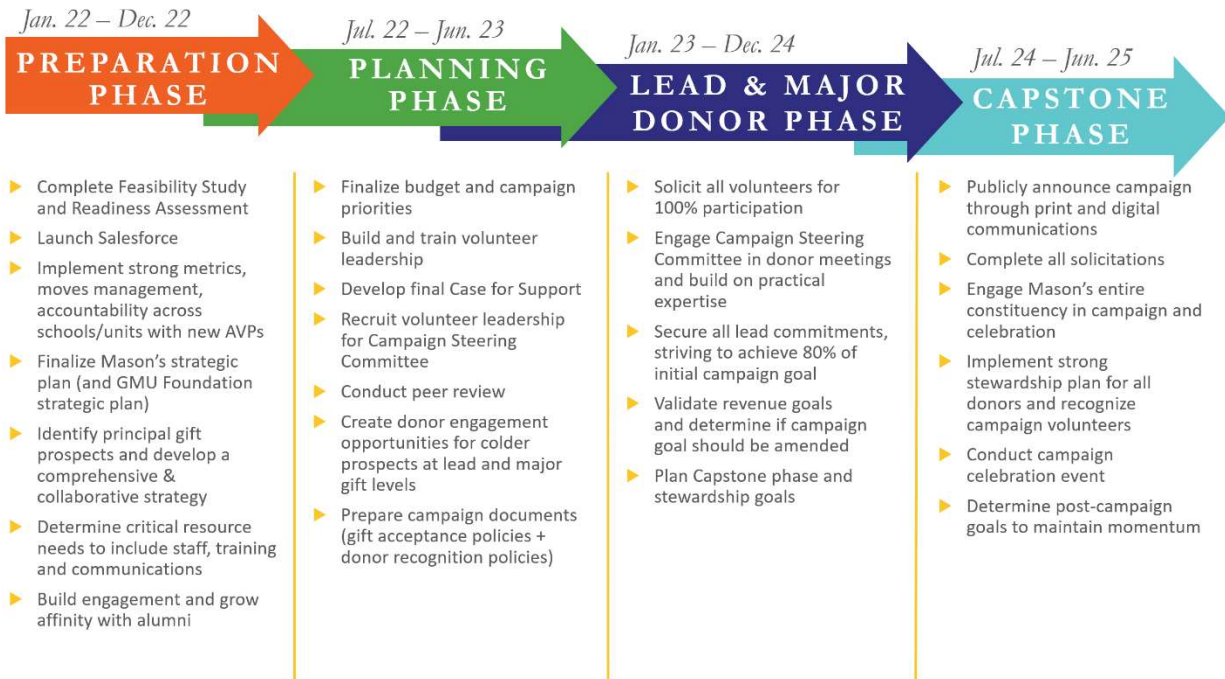 Jan. 22 – Dec. 22
PREPARATION
PHASE
Complete Feasibility Study
and Readiness Assessment
Launch Salesforce
Implement strong metrics,
moves management,
accountability across
schools/units with new AVPs
Finalize Mason's strategic
plan (and GMU Foundation
strategic plan)
Identify principal gift
prospects and develop a
comprehensive &
collaborative strategy
Determine critical resource
needs to include staff, training
and communications
Build engagement and grow
affinity with alumni
Jul. 22 – Jun. 23
PLANNING
PHASE
Finalize budget and campaign
priorities
Build and train volunteer
leadership
Develop final Case for Support
Recruit volunteer leadership
for Campaign Steering
Committee
Conduct peer review
Create donor engagement
opportunities for colder
prospects at lead and major
gift levels
Prepare campaign documents
(gift acceptance policies +
donor recognition policies)
Jan. 23 – Dec. 24
LEAD & MAJOR
DONOR PHASE
Solicit all volunteers for
100% participation
Engage Campaign Steering
Committee in donor meetings
and build on practical
expertise
Secure all lead commitments,
striving to achieve 80% of
initial campaign goal
Validate revenue goals
and determine if campaign
goal should be amended
Plan Capstone phase and
stewardship goals
Jul. 24 – Jun. 25
CAPSTONE
PHASE
Publicly announce campaign
through print and digital
communications
Complete all solicitations
Engage Mason's entire
constituency in campaign and
celebration
Implement strong
stewardship plan for all
donors and recognize
campaign volunteers
Conduct campaign
celebration event
Determine post-campaign
goals to maintain momentum